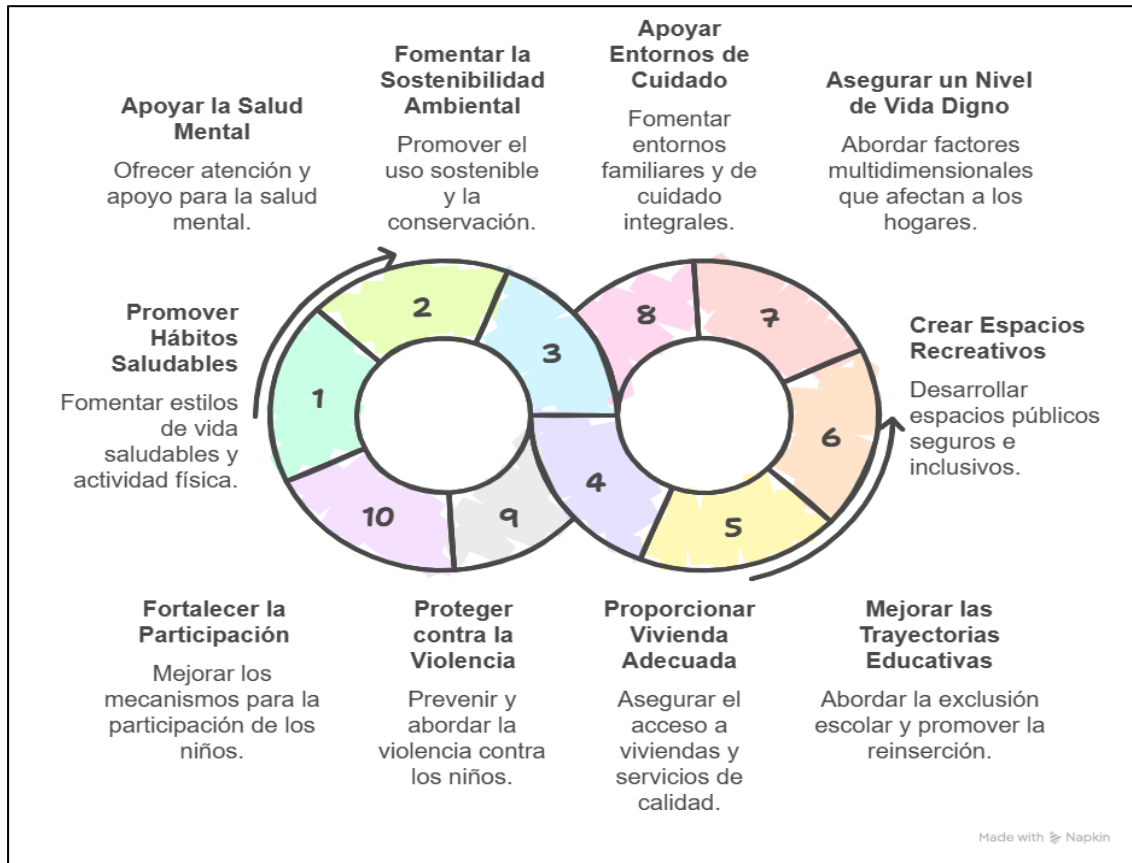 Promover
Hábitos
Saludables
Fomentar estilos
de vida
saludables y
actividad física.
1
Apoyar la Salud
Mental
Ofrecer atención y
apoyo para la salud
mental.
2
Fomentar la
Sostenibilidad
Ambiental
Promover el
uso sostenible
y la
conservación.
3
Proporcionar
Vivienda
Adecuada
Asegurar el
acceso a
viviendas y
servicios de
calidad.
4
Mejorar las
Trayectorias
Educativas
Abordar la exclusión
escolar y promover la
reinserción.
5
Crear Espacios
Recreativos
Desarrollar
espacios públicos
seguros e
inclusivos.
6
Asegurar un Nivel
de Vida Digno
Abordar factores
multidimensionales
que afectan a los
hogares.
7
Apoyar
Entornos de
Cuidado
Fomentar
entornos
familiares y de
cuidado
integrales.
8
Proteger
contra la
Violencia
Prevenir y
abordar la
violencia contra
los niños.
9
Fortalecer la
Participación
Mejorar los
mecanismos para la
participación de los
niños.
10
Made with Napkin